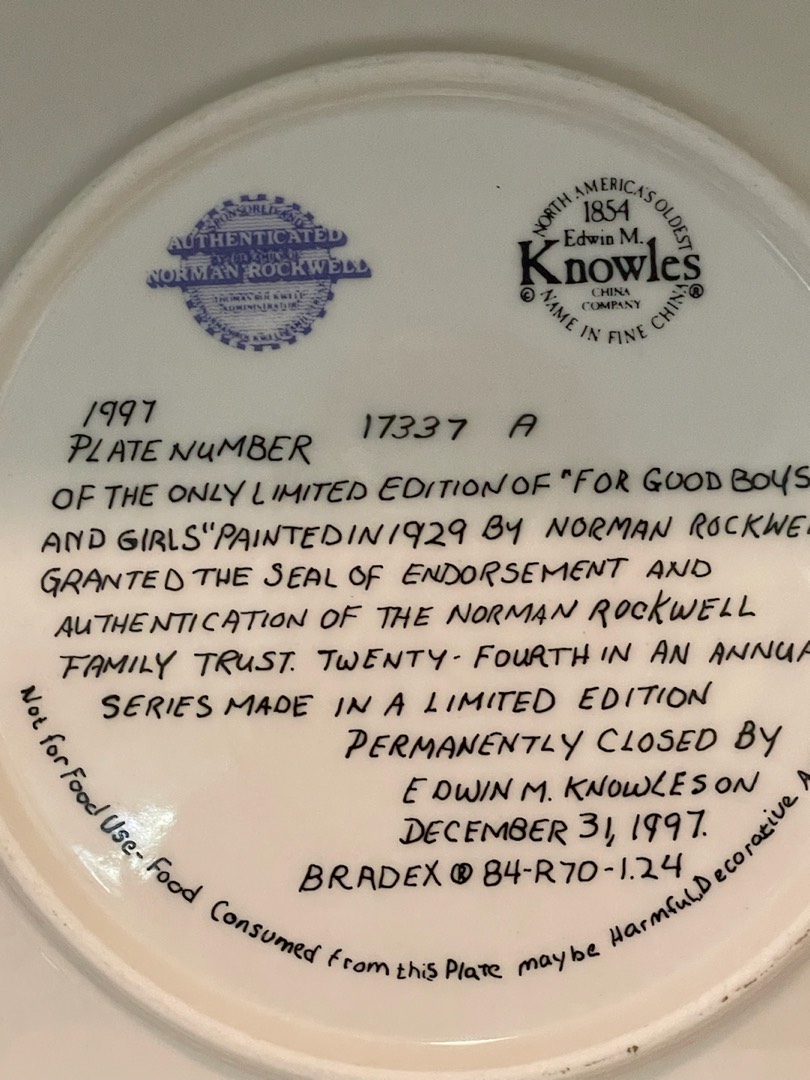 SPONSORED AND
AUTHENTICATED
NORMAN ROCKWELL
NORTH AMERICA'S OLDEST
1854
Edwin M.
Knowles
© CHINA ®
COMPANY
NAME IN FINE CHINA
1997
PLATE NUMBER 17337 A
OF THE ONLY LIMITED EDITION OF "FOR GOOD BOYS
AND GIRLS" PAINTED IN 1929 BY NORMAN ROCKWE
GRANTED THE SEAL OF ENDORSEMENT AND
AUTHENTICATION OF THE NORMAN ROCKWELL
FAMILY TRUST. TWENTY-FOURTH IN AN ANNUA
SERIES MADE IN A LIMITED EDITION
PERMANENTLY CLOSED BY
EDWIN M. KNOWLES ON
DECEMBER 31, 1997.
BRADEX ® 84-R70-1.24
Not for Food Use- Food Consumed from this Plate may be Harmful, Decorative A